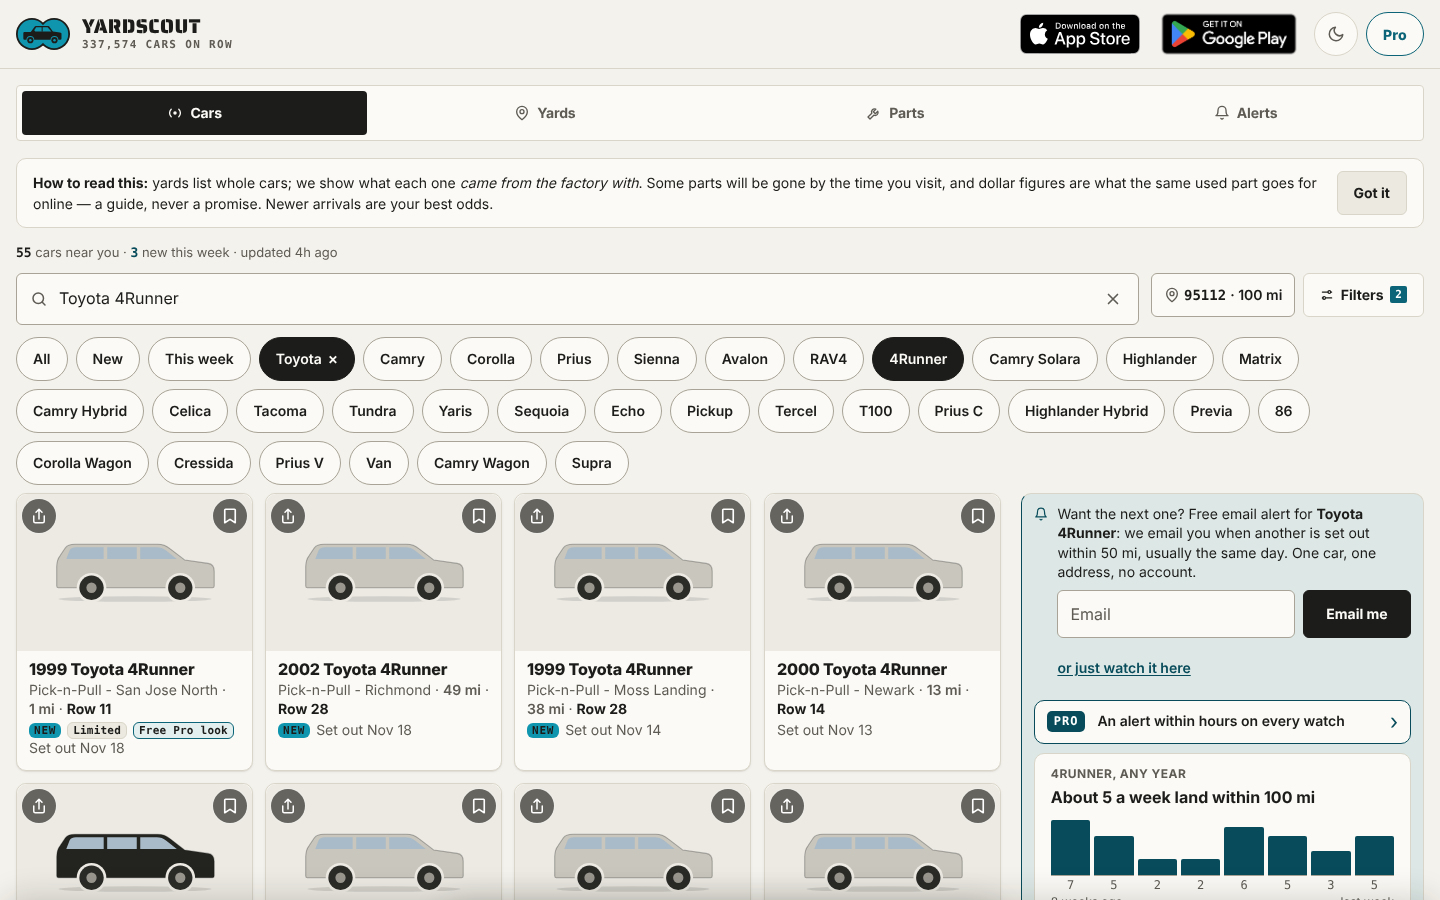 YARDSCOUT
337,574 CARS ON ROW
Download on the
App Store
GET IT ON
Google Play
Pro
Cars
Yards
Parts
Alerts
How to read this: yards list whole cars; we show what each one came from the factory with. Some parts will be gone by the time you visit, and dollar figures are what the same used part goes for
online — a guide, never a promise. Newer arrivals are your best odds.
Got it
55 cars near you · 3 new this week · updated 4h ago
Toyota 4Runner
95112 · 100 mi
Filters 2
All
New
This week
Toyota ×
Camry
Corolla
Prius
Sienna
Avalon
RAV4
4Runner
Camry Solara
Highlander
Matrix
Camry Hybrid
Celica
Tacoma
Tundra
Yaris
Sequoia
Echo
Pickup
Tercel
T100
Prius C
Highlander Hybrid
Previa
86
Corolla Wagon
Cressida
Prius V
Van
Camry Wagon
Supra
1999 Toyota 4Runner
Pick-n-Pull - San Jose North ·
1 mi · Row 11
NEW Limited Free Pro look
Set out Nov 18
2002 Toyota 4Runner
Pick-n-Pull - Richmond · 49 mi ·
Row 28
NEW Set out Nov 18
1999 Toyota 4Runner
Pick-n-Pull - Moss Landing ·
38 mi · Row 28
NEW Set out Nov 14
2000 Toyota 4Runner
Pick-n-Pull - Newark · 13 mi ·
Row 14
Set out Nov 13
Want the next one? Free email alert for Toyota
4Runner: we email you when another is set out
within 50 mi, usually the same day. One car, one
address, no account.
Email
Email me
or just watch it here
PRO An alert within hours on every watch
4RUNNER, ANY YEAR
About 5 a week land within 100 mi
7 5 2 2 6 5 3 5
8 weeks ago
last week